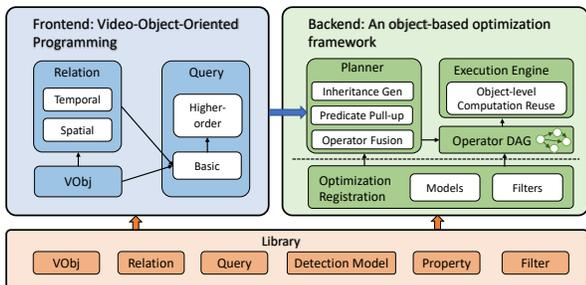 Frontend: Video-Object-Oriented
Programming
Relation
Temporal
Spatial
VObj
Query
Higher-
order
Basic
Backend: An object-based optimization
framework
Planner
Inheritance Gen
Predicate Pull-up
Operator Fusion
Execution Engine
Object-level
Computation Reuse
Operator DAG
Optimization
Registration
Models
Filters
Library
VObj
Relation
Query
Detection Model
Property
Filter